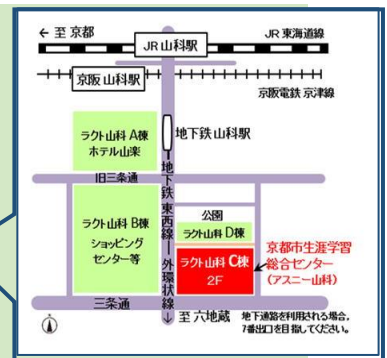 ← 至 京都
JR 東海道線
JR 山科駅
京阪 山科駅
京阪電鉄 京津線
ラクト山科 A棟
ホテル山楽
地下鉄 山科駅
旧三条通
地下鉄 東西線 ― 外環状線
ラクト山科 B棟
ショッピング
センター等
公園
ラクト山科 D棟
ラクト山科 C棟
2F
京都市生涯学習
総合センター
(アスニー山科)
三条通
↓ 至 六地蔵
地下通路を利用される場合、
7番出口を目指してください。